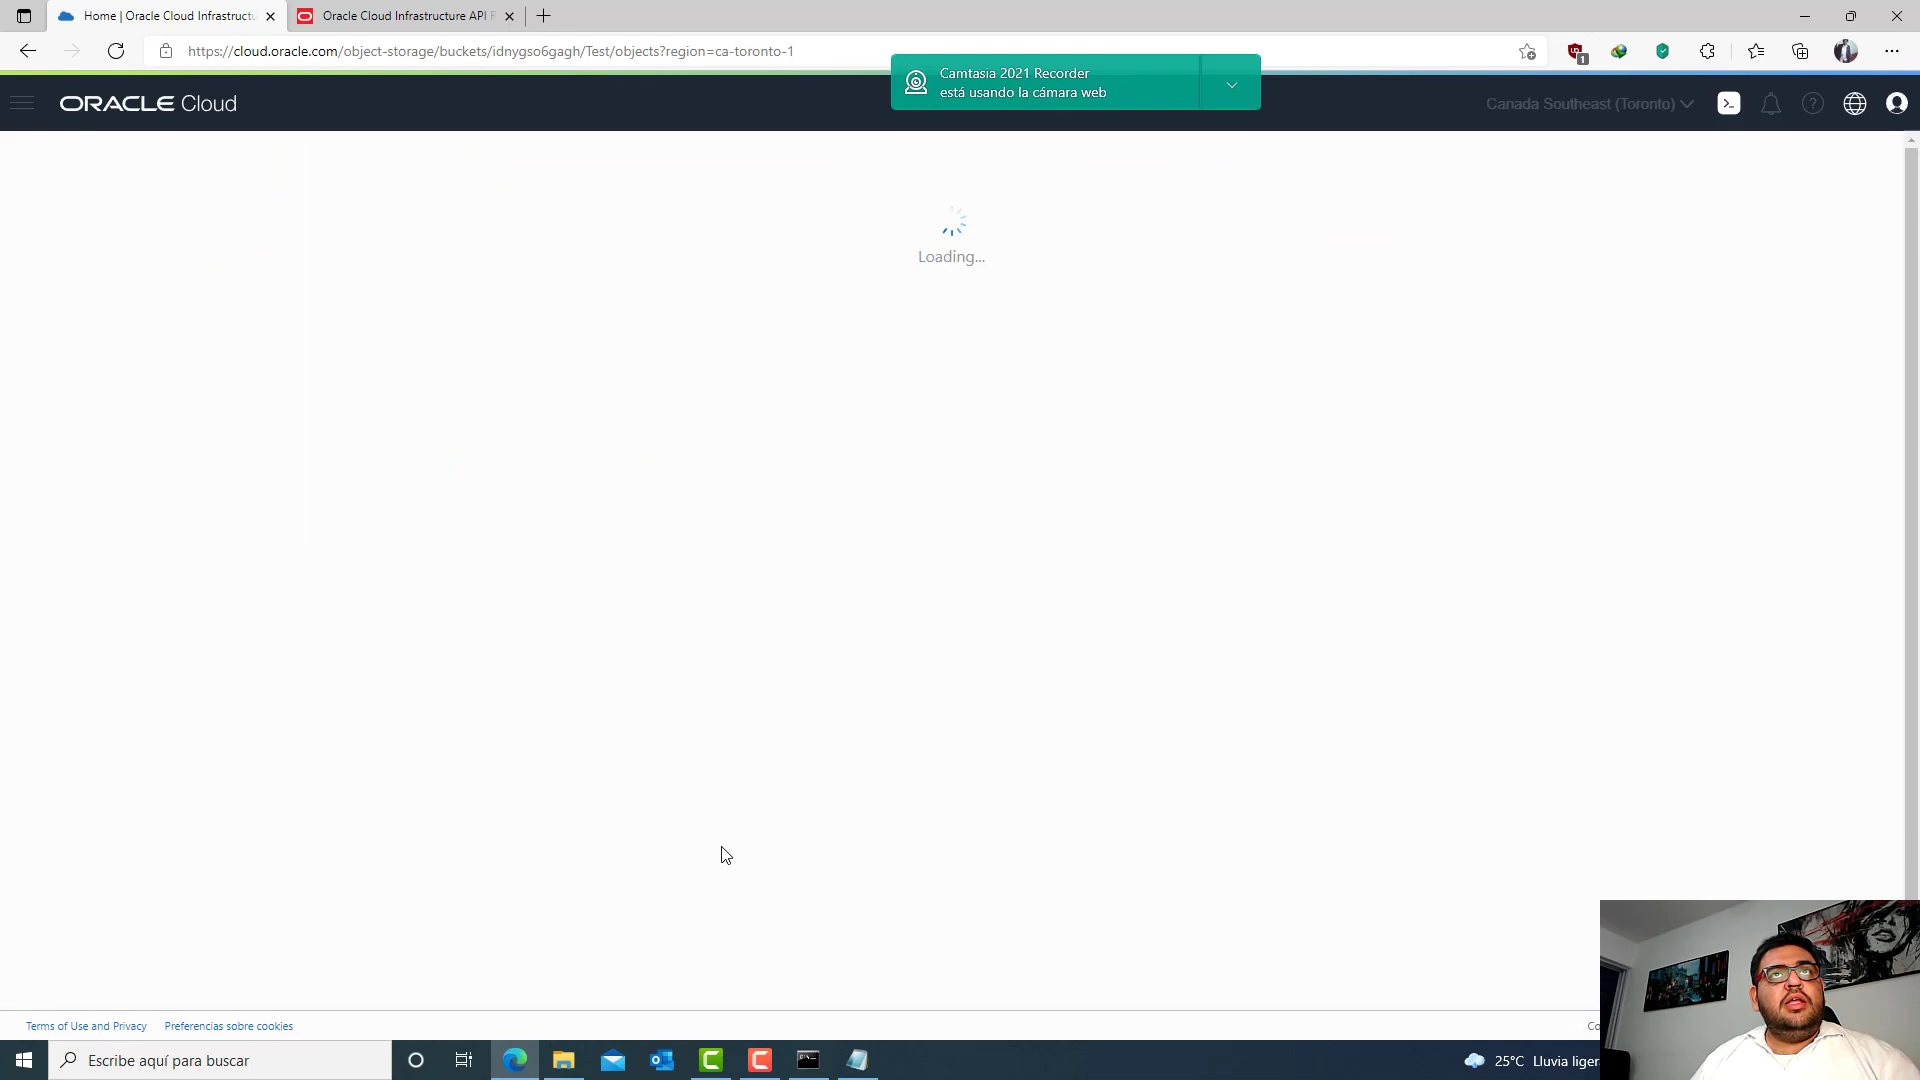 Home | Oracle Cloud Infrastructu
Oracle Cloud Infrastructure API R
https://cloud.oracle.com/object-storage/buckets/idnygso6gagh/Test/objects?region=ca-toronto-1
1
Camtasia 2021 Recorder
está usando la cámara web
ORACLE Cloud
Canada Southeast (Toronto)
Loading...
Terms of Use and Privacy
Preferencias sobre cookies
Co
Escribe aquí para buscar
25°C Lluvia liger